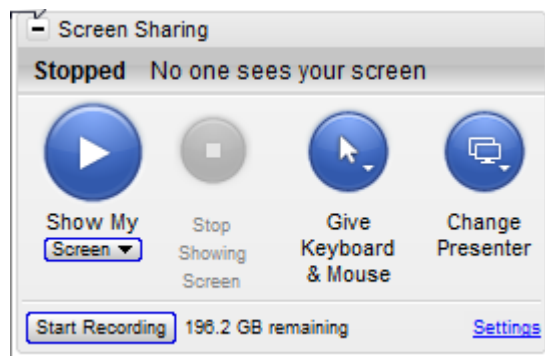 Screen Sharing
Stopped No one sees your screen
Show My
Screen
Stop
Showing
Screen
Give
Keyboard
& Mouse
Change
Presenter
Start Recording 196.2 GB remaining Settings